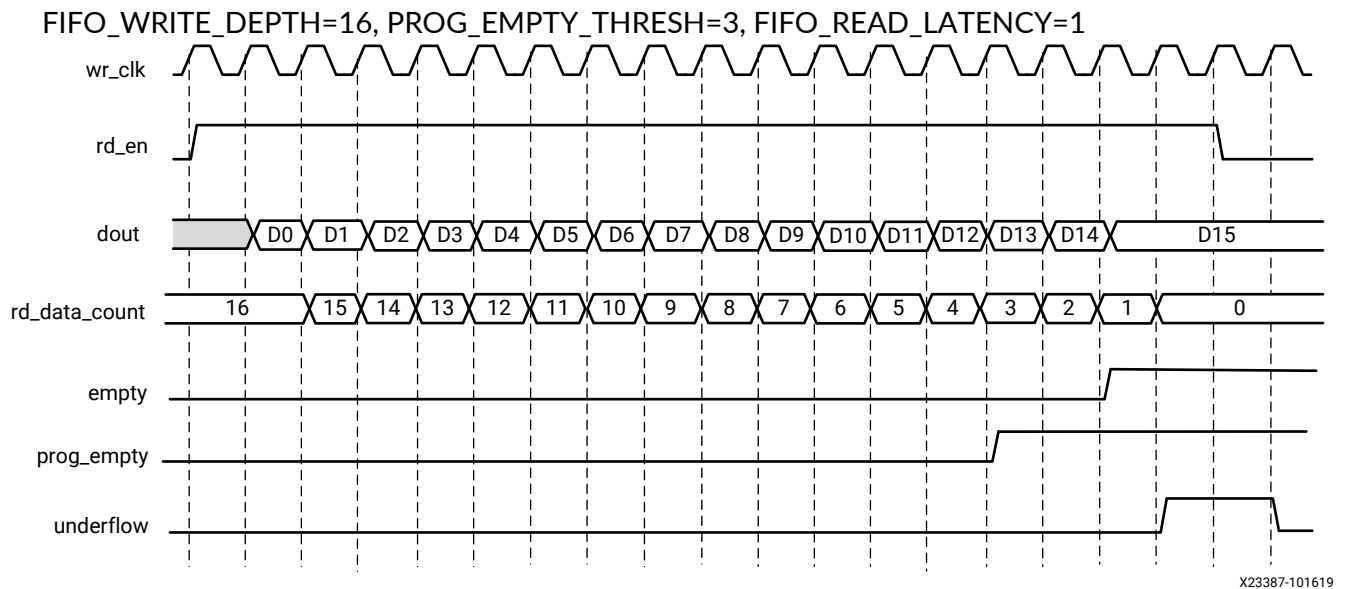 FIFO_WRITE_DEPTH=16, PROG_EMPTY_THRESH=3, FIFO_READ_LATENCY=1
wr_clk
rd_en
dout D0 D1 D2 D3 D4 D5 D6 D7 D8 D9 D10 D11 D12 D13 D14 D15
rd_data_count 16 15 14 13 12 11 10 9 8 7 6 5 4 3 2 1 0
empty
prog_empty
underflow
X23387-101619